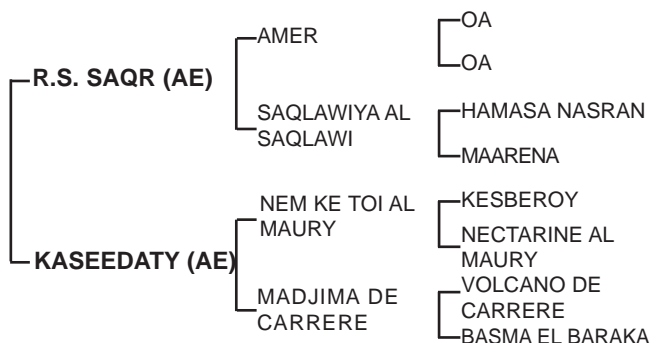 OA
AMER
OA
R.S. SAQR (AE)
SAQLAWIYA AL
SAQLAWI
HAMASA NASRAN
MAARENA
NEM KE TOI AL
MAURY
KESBEROY
NECTARINE AL
MAURY
KASEEDATY (AE)
MADJIMA DE
CARRERE
VOLCANO DE
CARRERE
BASMA EL BARAKA